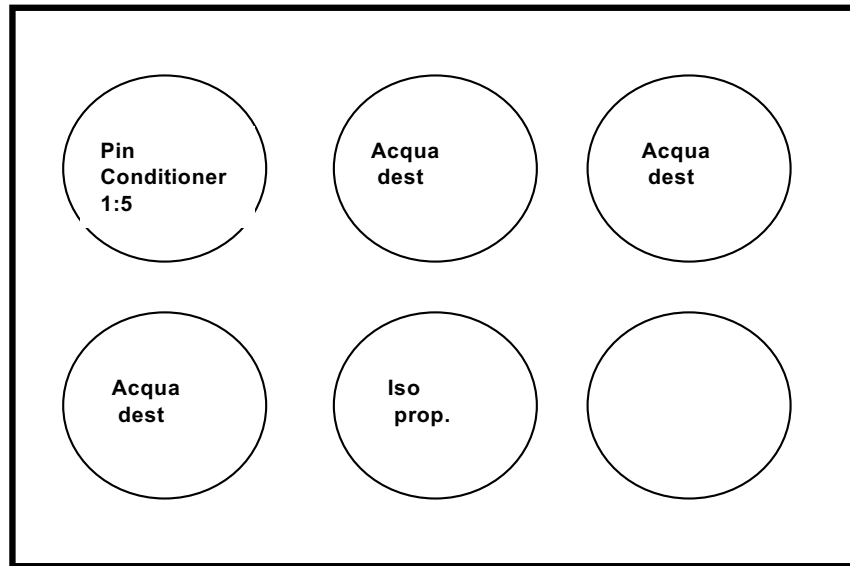 Pin
Conditioner
1:5
Acqua
dest
Acqua
dest
Acqua
dest
Iso
prop.